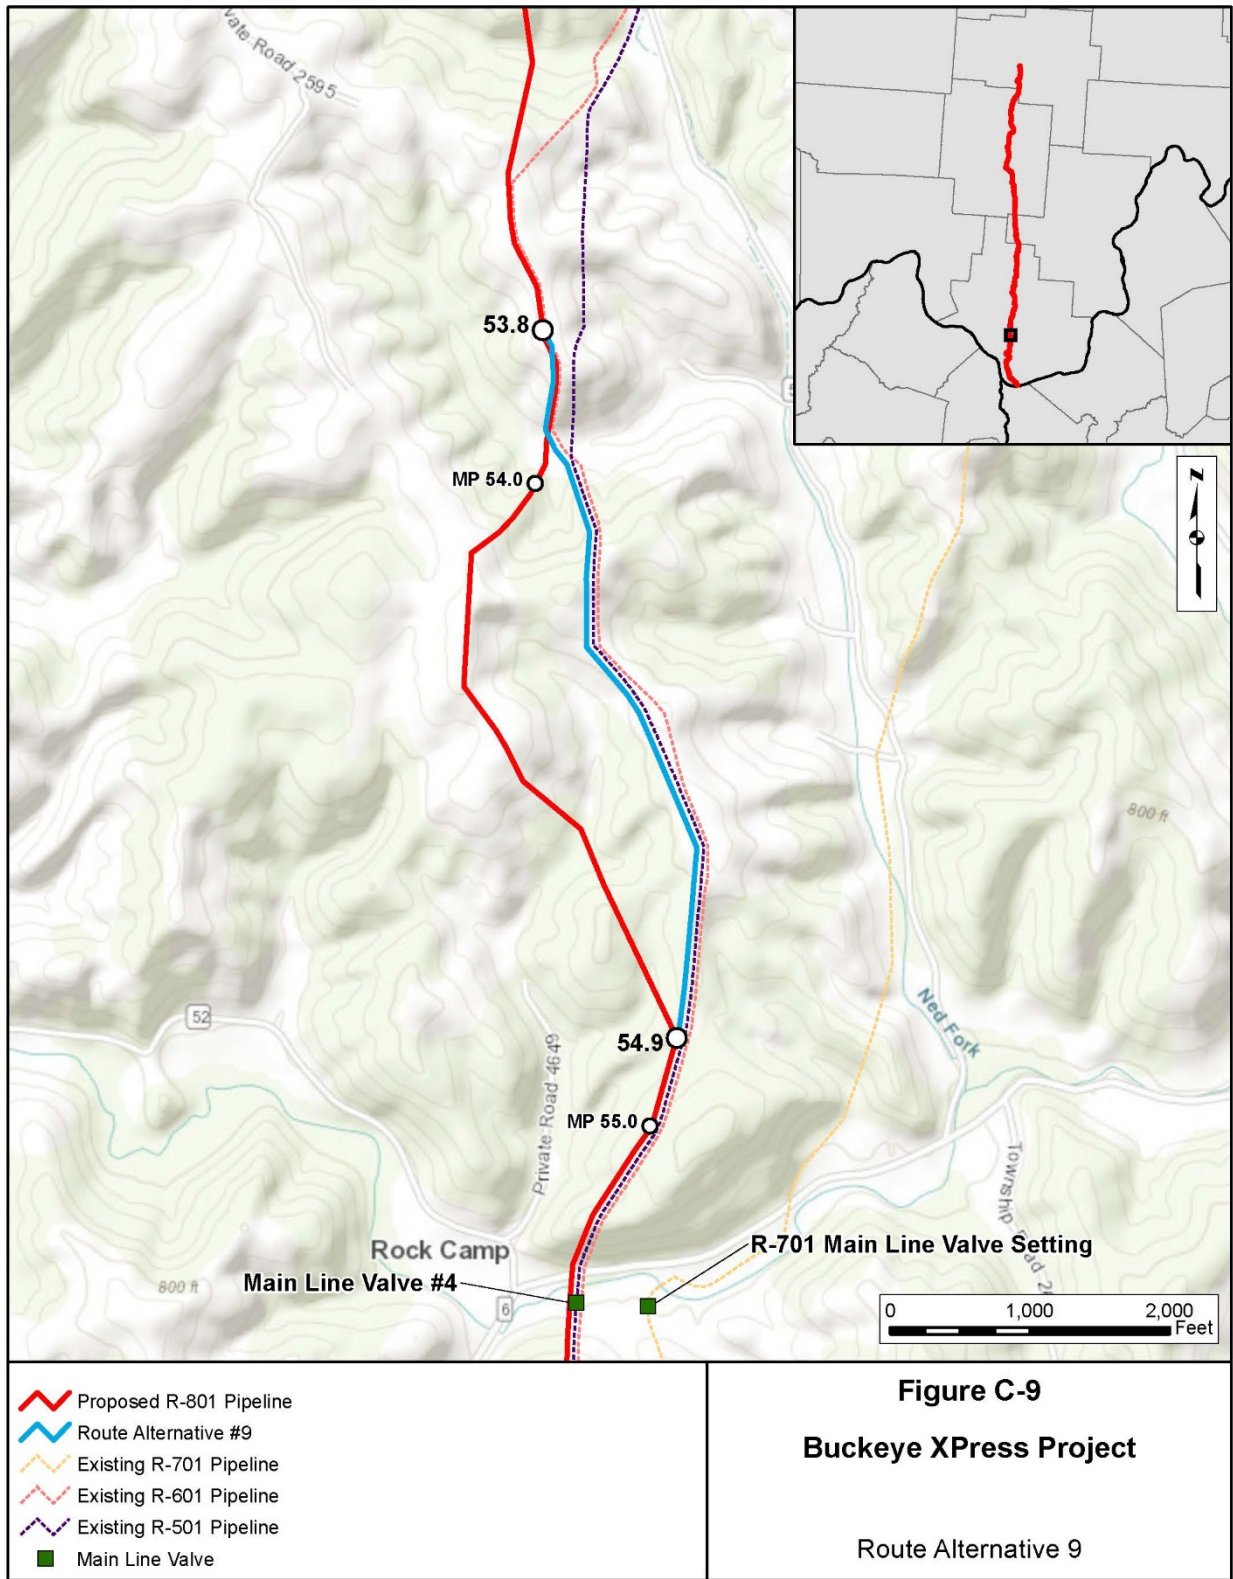 vate Road 2595
53.8
MP 54.0
N
800 ft
52
Ned Fork
54.9
Private Road 4649
MP 55.0
Township Road 2
Rock Camp
R-701 Main Line Valve Setting
Main Line Valve #4
800 ft
6
0 1,000 2,000
Feet
Proposed R-801 Pipeline
Route Alternative #9
Existing R-701 Pipeline
Existing R-601 Pipeline
Existing R-501 Pipeline
Main Line Valve
Figure C-9
Buckeye XPress Project
Route Alternative 9